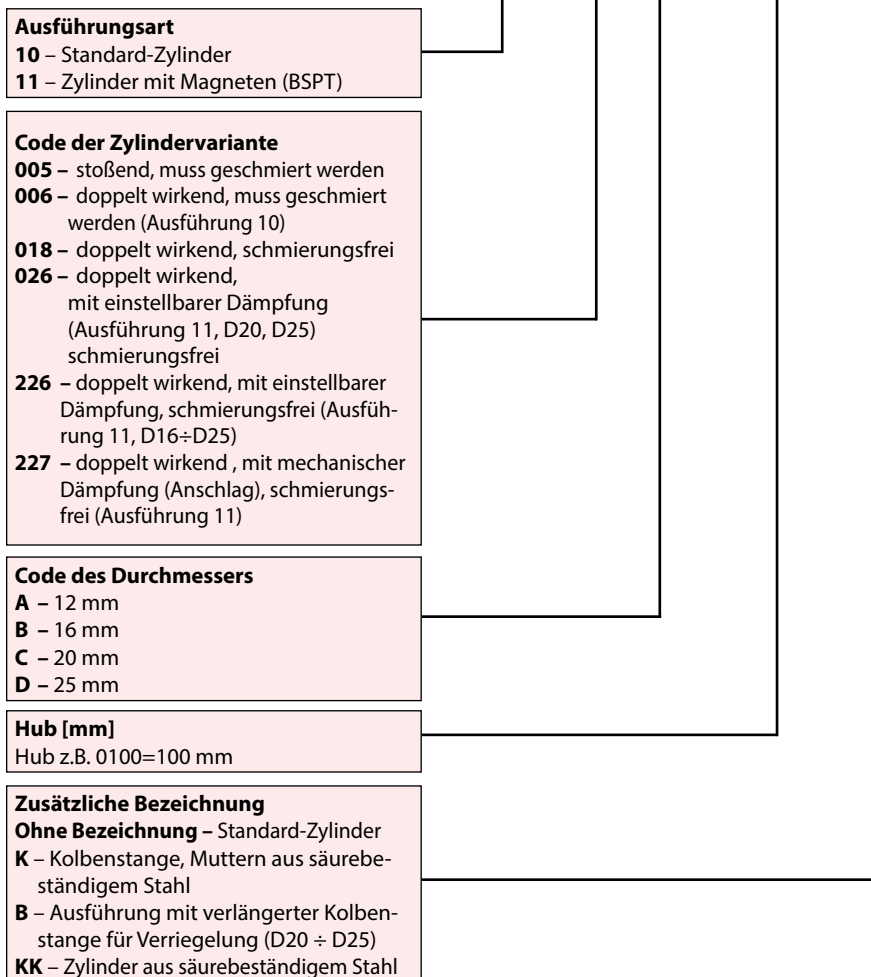 Ausführungsart
10 – Standard-Zylinder
11 – Zylinder mit Magneten (BSPT)
Code der Zylindervariante
005 – stoßend, muss geschmiert werden
006 – doppelt wirkend, muss geschmiert
werden (Ausführung 10)
018 – doppelt wirkend, schmierungsfrei
026 – doppelt wirkend,
mit einstellbarer Dämpfung
(Ausführung 11, D20, D25)
schmierungsfrei
226 – doppelt wirkend, mit einstellbarer
Dämpfung, schmierungsfrei (Ausfüh-
rung 11, D16÷D25)
227 – doppelt wirkend , mit mechanischer
Dämpfung (Anschlag), schmierungs-
frei (Ausführung 11)
Code des Durchmessers
A – 12 mm
B – 16 mm
C – 20 mm
D – 25 mm
Hub [mm]
Hub z.B. 0100=100 mm
Zusätzliche Bezeichnung
Ohne Bezeichnung – Standard-Zylinder
K – Kolbenstange, Muttern aus säurebe-
ständigem Stahl
B – Ausführung mit verlängerter Kolben-
stange für Verriegelung (D20 ÷ D25)
KK – Zylinder aus säurebeständigem Stahl